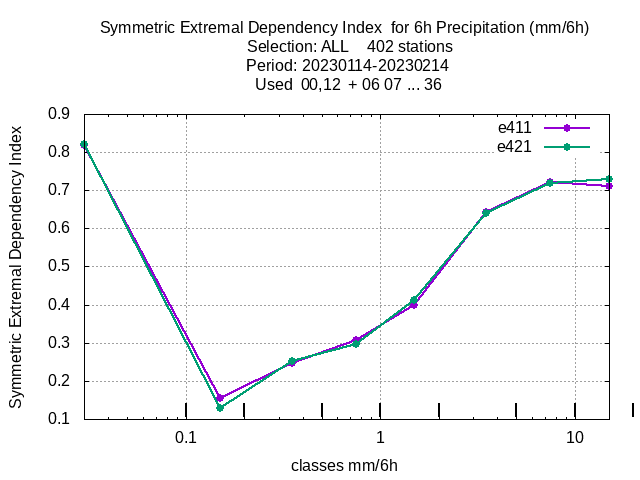 Symmetric Extremal Dependency Index  for 6h Precipitation (mm/6h)
Selection: ALL    402 stations
Period: 20230114-20230214
Used  00,12  + 06 07 ... 36
e411
e421
Symmetric Extremal Dependency Index
0.9
0.8
0.7
0.6
0.5
0.4
0.3
0.2
0.1
0.1 1 10
classes mm/6h